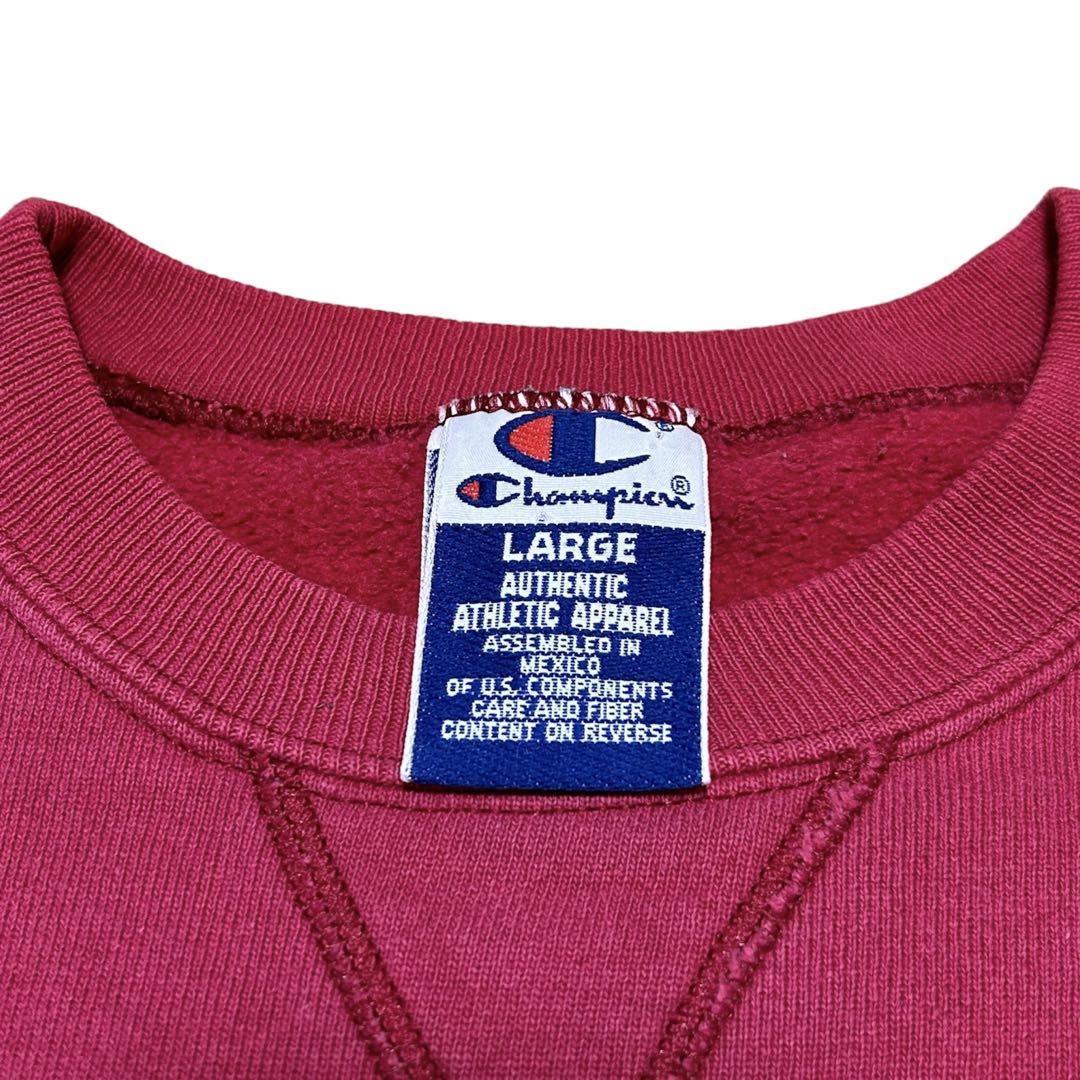 Champion®
LARGE
AUTHENTIC
ATHLETIC APPAREL
ASSEMBLED IN
MEXICO
OF U.S. COMPONENTS
CARE AND FIBER
CONTENT ON REVERSE